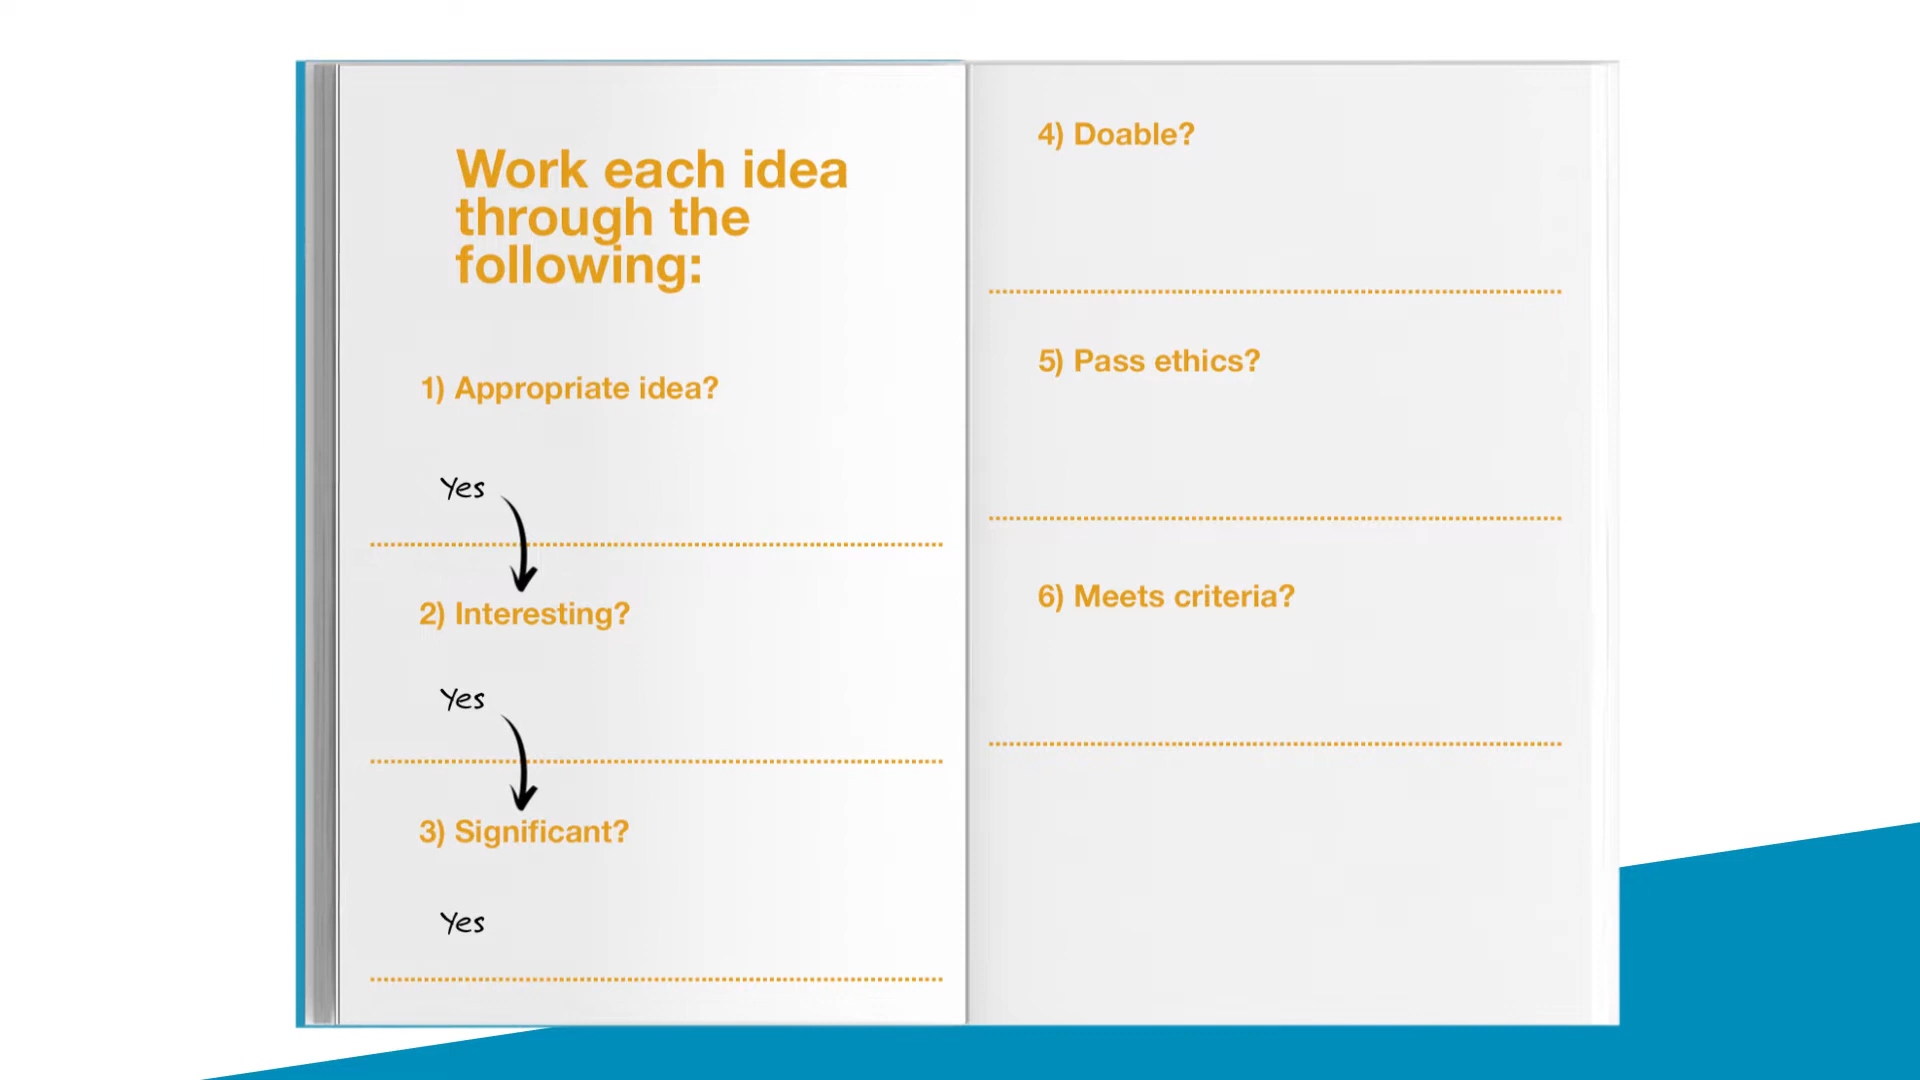 Work each idea
through the
following:
1) Appropriate idea?
Yes
2) Interesting?
Yes
3) Significant?
Yes
4) Doable?
5) Pass ethics?
6) Meets criteria?